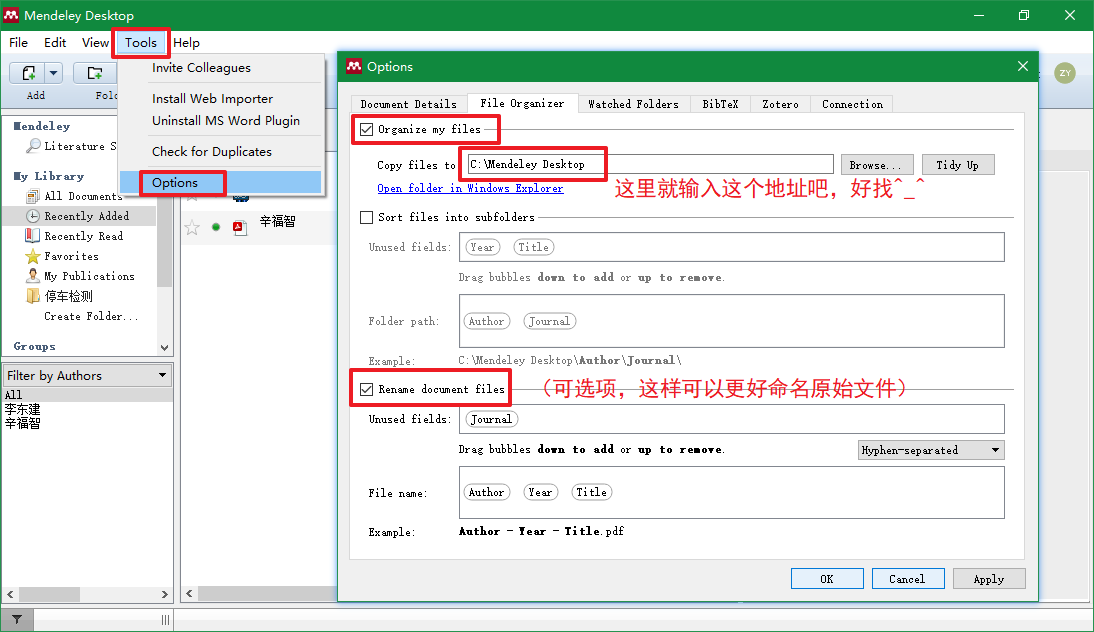 Mendeley Desktop
File Edit View Tools Help
Add
Invite Colleagues
Install Web Importer
Uninstall MS Word Plugin
Check for Duplicates
Options
Mendeley
Literature S
My Library
All Documents
Recently Added
Recently Read
Favorites
My Publications
停车检测
Create Folder...
Groups
Filter by Authors
All
李东建
辛福智
辛福智
ZY
Options
Document Details File Organizer Watched Folders BibTeX Zotero Connection
Organize my files
Copy files to C:\Mendeley Desktop Browse... Tidy Up
Open folder in Windows Explorer
这里就输入这个地址吧，好找^_^
Sort files into subfolders
Unused fields: Year Title
Drag bubbles down to add or up to remove.
Folder path: Author Journal
Example: C:\Mendeley Desktop\Author\Journal\
Rename document files （可选项，这样可以更好命名原始文件）
Unused fields: Journal
Drag bubbles down to add or up to remove. Hyphen-separated
File name: Author Year Title
Example: Author - Year - Title.pdf
OK Cancel Apply